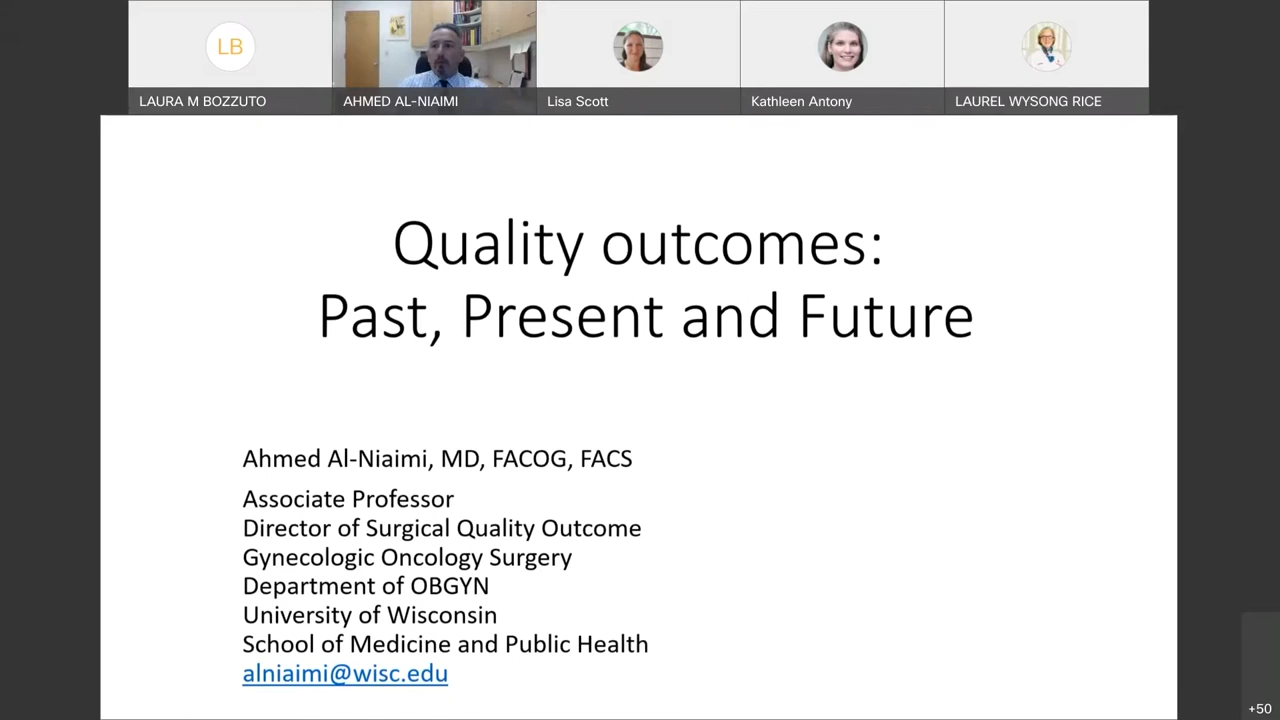 LB
LAURA M BOZZUTO
AHMED AL-NIAIMI
Lisa Scott
Kathleen Antony
LAUREL WYSONG RICE
Quality outcomes:
Past, Present and Future
Ahmed Al-Niaimi, MD, FACOG, FACS
Associate Professor
Director of Surgical Quality Outcome
Gynecologic Oncology Surgery
Department of OBGYN
University of Wisconsin
School of Medicine and Public Health
alniaimi@wisc.edu
+50